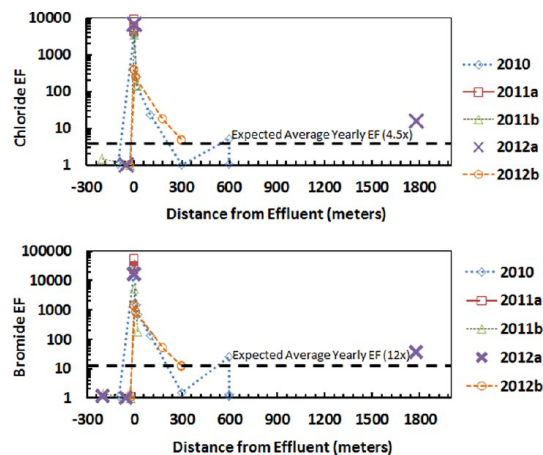 10000
1000
100
10
1
Chloride EF
Expected Average Yearly EF (4.5x)
-300 0 300 600 900 1200 1500 1800
Distance from Effluent (meters)
2010
2011a
2011b
2012a
2012b
100000
10000
1000
100
10
1
Bromide EF
Expected Average Yearly EF (12x)
-300 0 300 600 900 1200 1500 1800
Distance from Effluent (meters)
2010
2011a
2011b
2012a
2012b